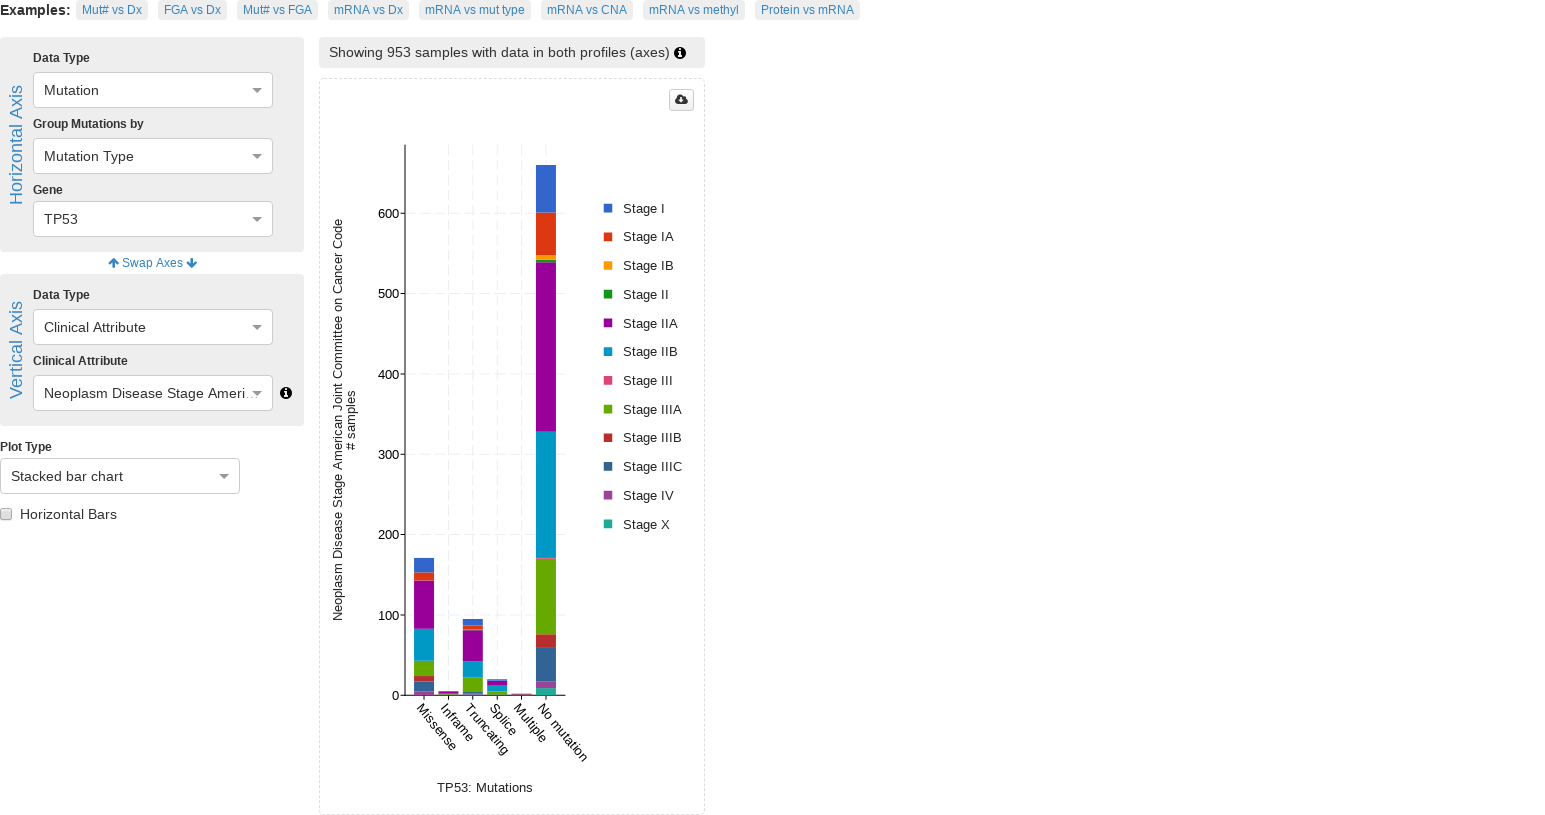 Examples: Mut# vs Dx FGA vs Dx Mut# vs FGA mRNA vs Dx mRNA vs mut type mRNA vs CNA mRNA vs methyl Protein vs mRNA
Horizontal Axis
Data Type
Mutation
Group Mutations by
Mutation Type
Gene
TP53
Swap Axes
Vertical Axis
Data Type
Clinical Attribute
Clinical Attribute
Neoplasm Disease Stage Ameri...
Plot Type
Stacked bar chart
Horizontal Bars
Showing 953 samples with data in both profiles (axes)
Neoplasm Disease Stage American Joint Committee on Cancer Code
# samples
600
500
400
300
200
100
0
Missense
Inframe
Truncating
Splice
Multiple
No mutation
TP53: Mutations
Stage I
Stage IA
Stage IB
Stage II
Stage IIA
Stage IIB
Stage III
Stage IIIA
Stage IIIB
Stage IIIC
Stage IV
Stage X